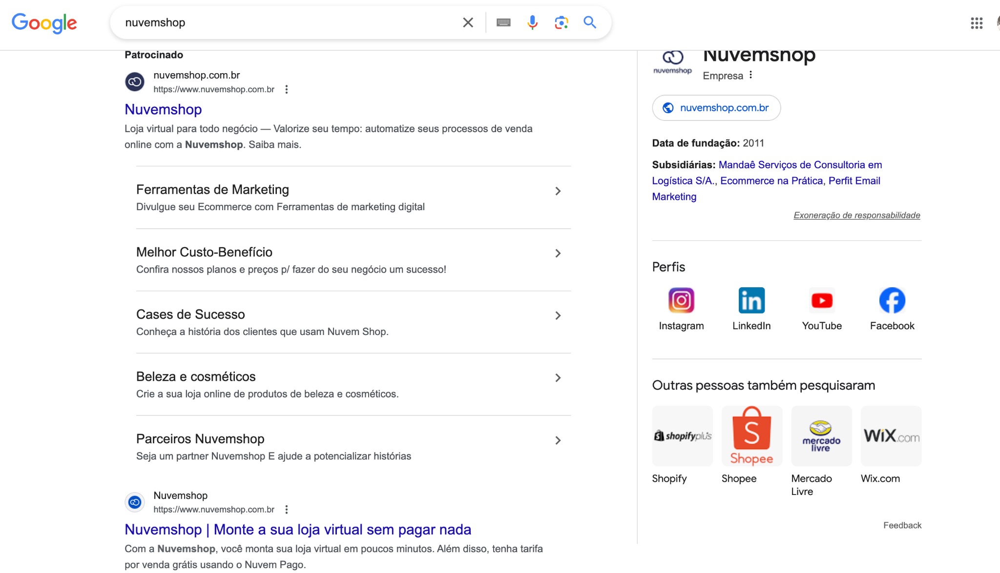 Google
nuvemshop
Patrocinado
nuvemshop.com.br
https://www.nuvemshop.com.br
Nuvemshop
Loja virtual para todo negócio — Valorize seu tempo: automatize seus processos de venda
online com a Nuvemshop. Saiba mais.
Ferramentas de Marketing
Divulgue seu Ecommerce com Ferramentas de marketing digital
Melhor Custo-Benefício
Confira nossos planos e preços p/ fazer do seu negócio um sucesso!
Cases de Sucesso
Conheça a história dos clientes que usam Nuvem Shop.
Beleza e cosméticos
Crie a sua loja online de produtos de beleza e cosméticos.
Parceiros Nuvemshop
Seja um partner Nuvemshop E ajude a potencializar histórias
Nuvemshop
https://www.nuvemshop.com.br
Nuvemshop | Monte a sua loja virtual sem pagar nada
Com a Nuvemshop, você monta sua loja virtual em poucos minutos. Além disso, tenha tarifa
por venda grátis usando o Nuvem Pago.
nuvemshop
Nuvemshop
Empresa
nuvemshop.com.br
Data de fundação: 2011
Subsidiárias: Mandaê Serviços de Consultoria em
Logística S/A., Ecommerce na Prática, Perfit Email
Marketing
Exoneração de responsabilidade
Perfis
in
Instagram LinkedIn YouTube Facebook
Outras pessoas também pesquisaram
shopifyplus
S
Shopee
mercado
livre
WiX.com
Shopify
Shopee
Mercado
Livre
Wix.com
Feedback